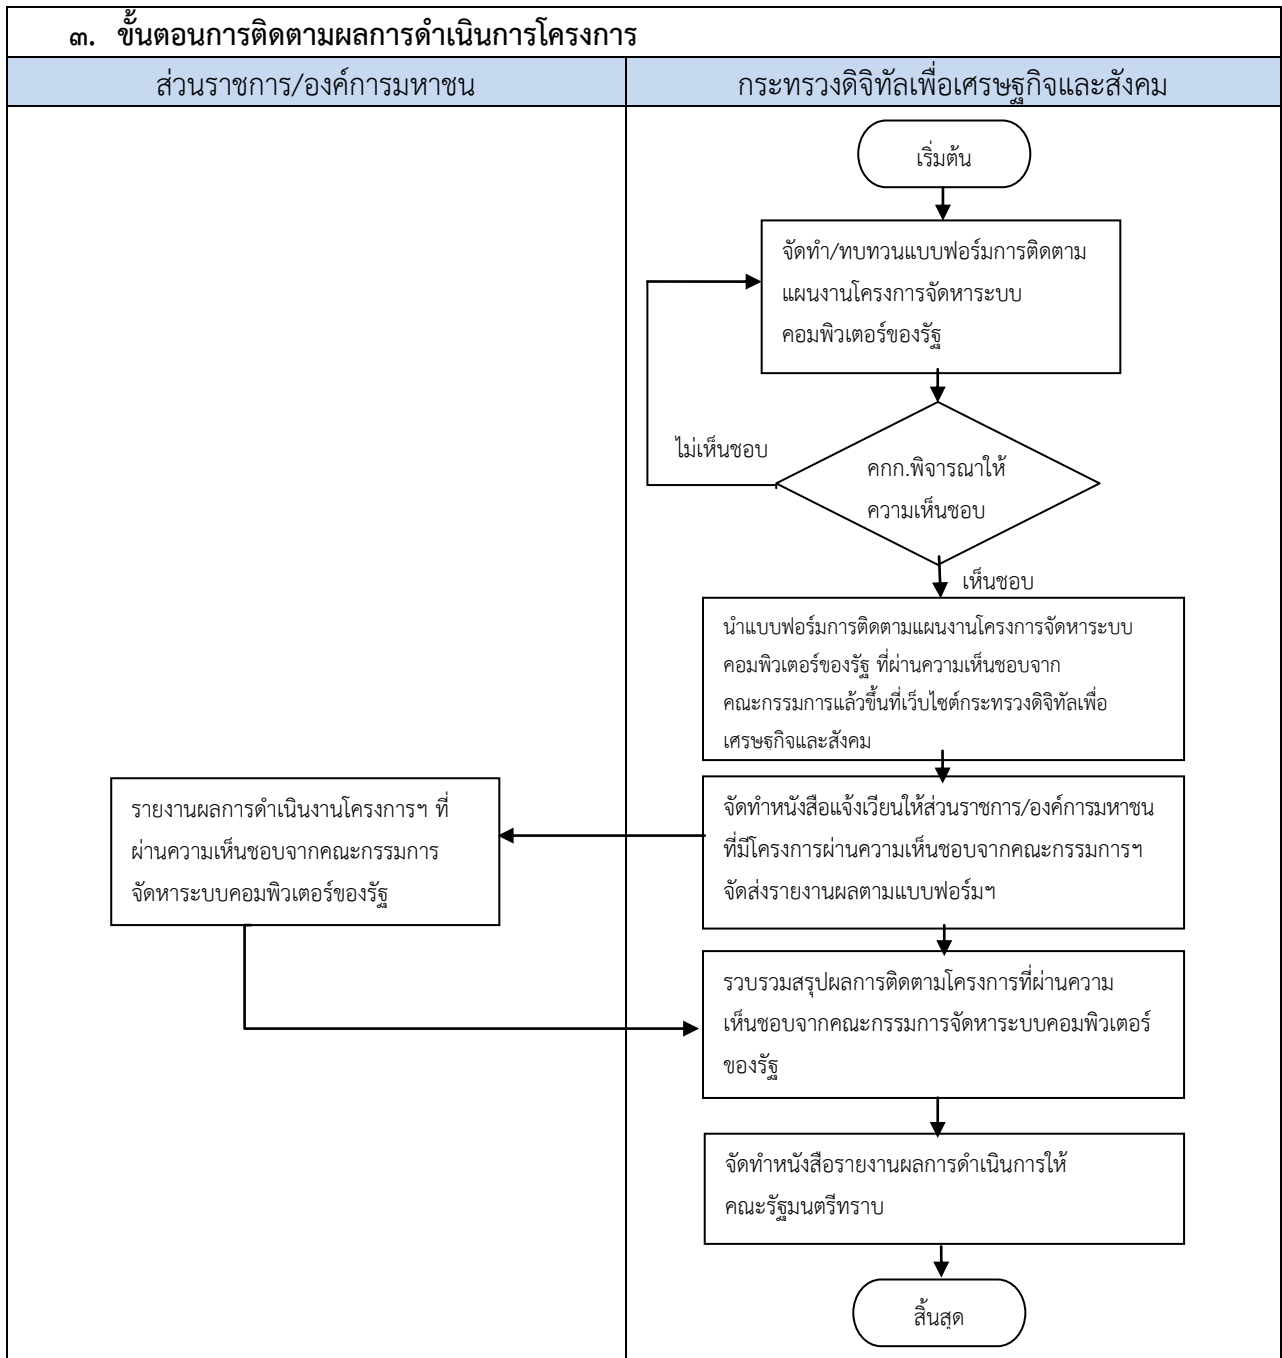 ๓. ขั้นตอนการติดตามผลการดำเนินการโครงการ
ส่วนราชการ/องค์การมหาชน
กระทรวงดิจิทัลเพื่อเศรษฐกิจและสังคม
เริ่มต้น
จัดทำ/ทบทวนแบบฟอร์มการติดตาม
แผนงานโครงการจัดหาระบบ
คอมพิวเตอร์ของรัฐ
ไม่เห็นชอบ
คกก.พิจารณาให้
ความเห็นชอบ
เห็นชอบ
นำแบบฟอร์มการติดตามแผนงานโครงการจัดหาระบบ
คอมพิวเตอร์ของรัฐ ที่ผ่านความเห็นชอบจาก
คณะกรรมการแล้วขึ้นที่เว็บไซต์กระทรวงดิจิทัลเพื่อ
เศรษฐกิจและสังคม
จัดทำหนังสือแจ้งเวียนให้ส่วนราชการ/องค์การมหาชน
ที่มีโครงการผ่านความเห็นชอบจากคณะกรรมการฯ
จัดส่งรายงานผลตามแบบฟอร์มฯ
รายงานผลการดำเนินงานโครงการฯ ที่
ผ่านความเห็นชอบจากคณะกรรมการ
จัดหาระบบคอมพิวเตอร์ของรัฐ
รวบรวมสรุปผลการติดตามโครงการที่ผ่านความ
เห็นชอบจากคณะกรรมการจัดหาระบบคอมพิวเตอร์
ของรัฐ
จัดทำหนังสือรายงานผลการดำเนินการให้
คณะรัฐมนตรีทราบ
สิ้นสุด